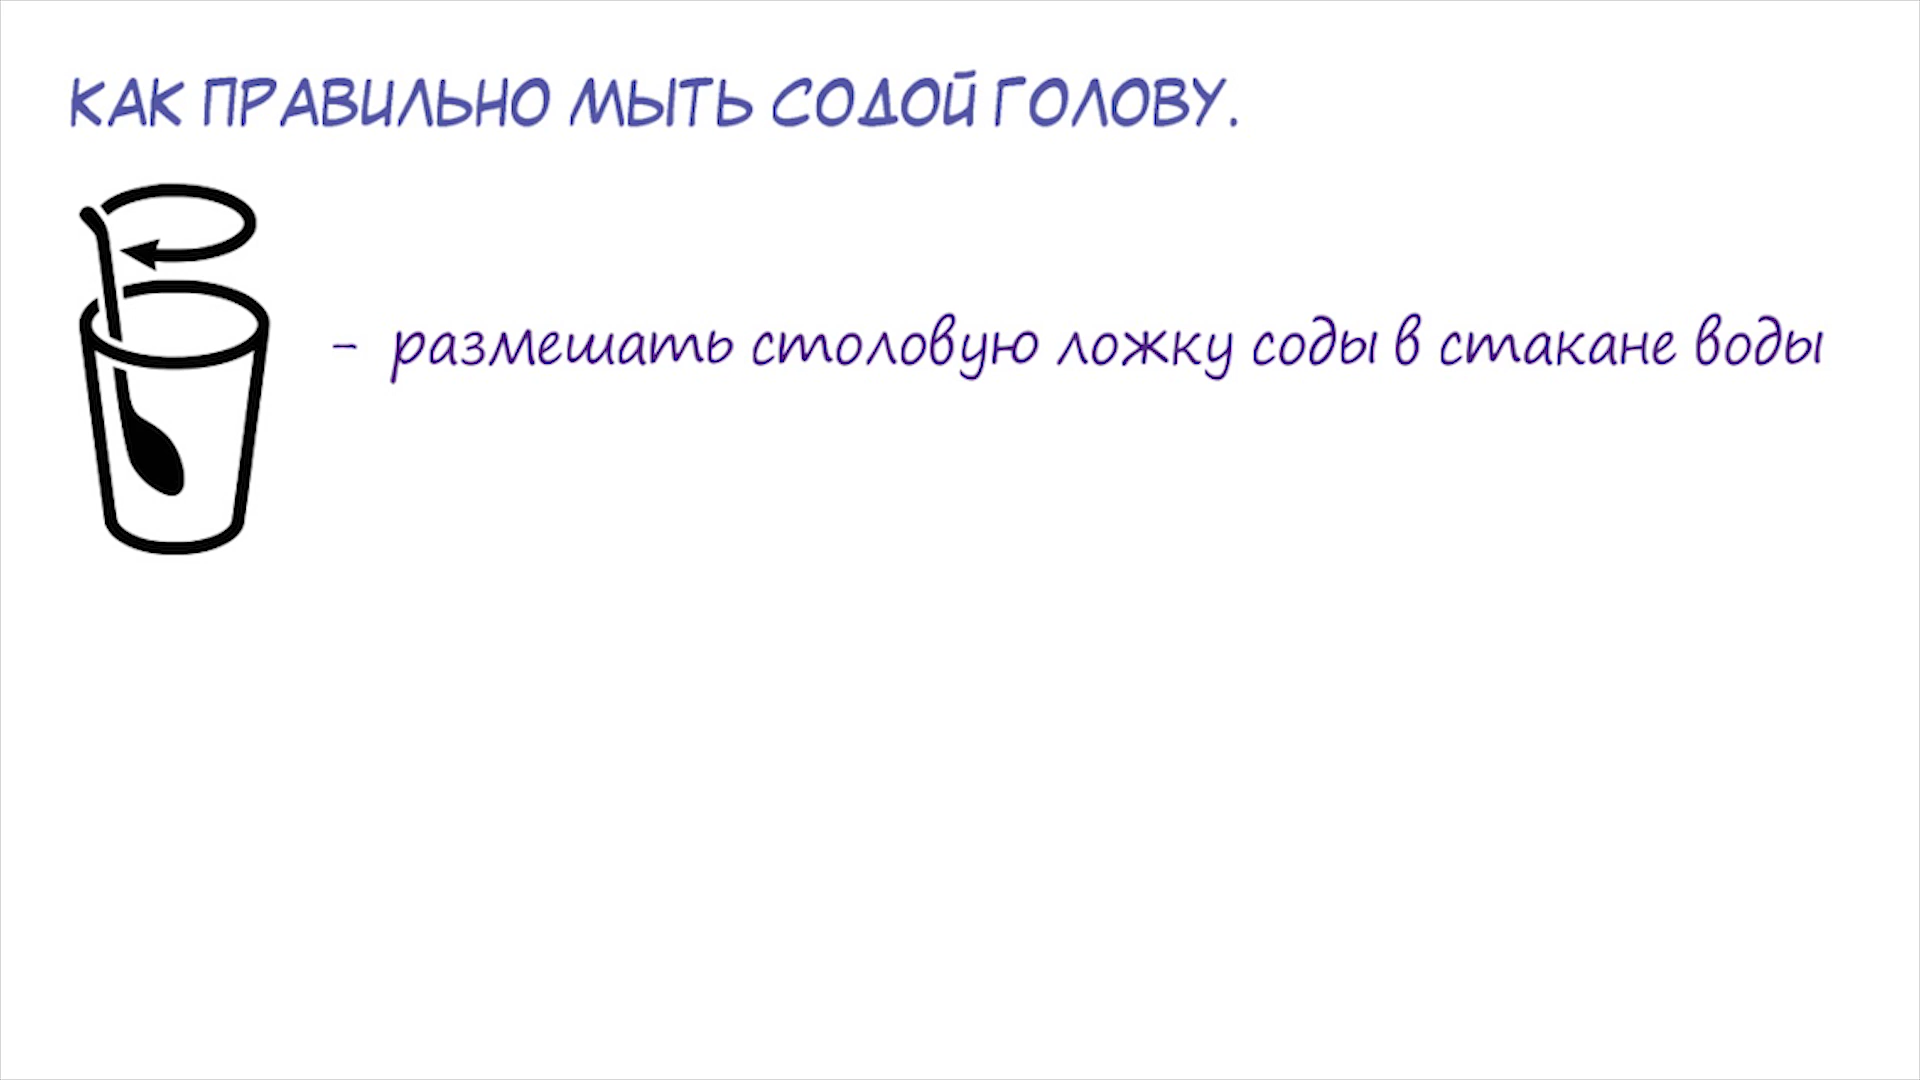 КАК ПРАВИЛЬНО МЫТЬ СОДОЙ ГОЛОВУ.
- размешать столовую ложку соды в стакане воды